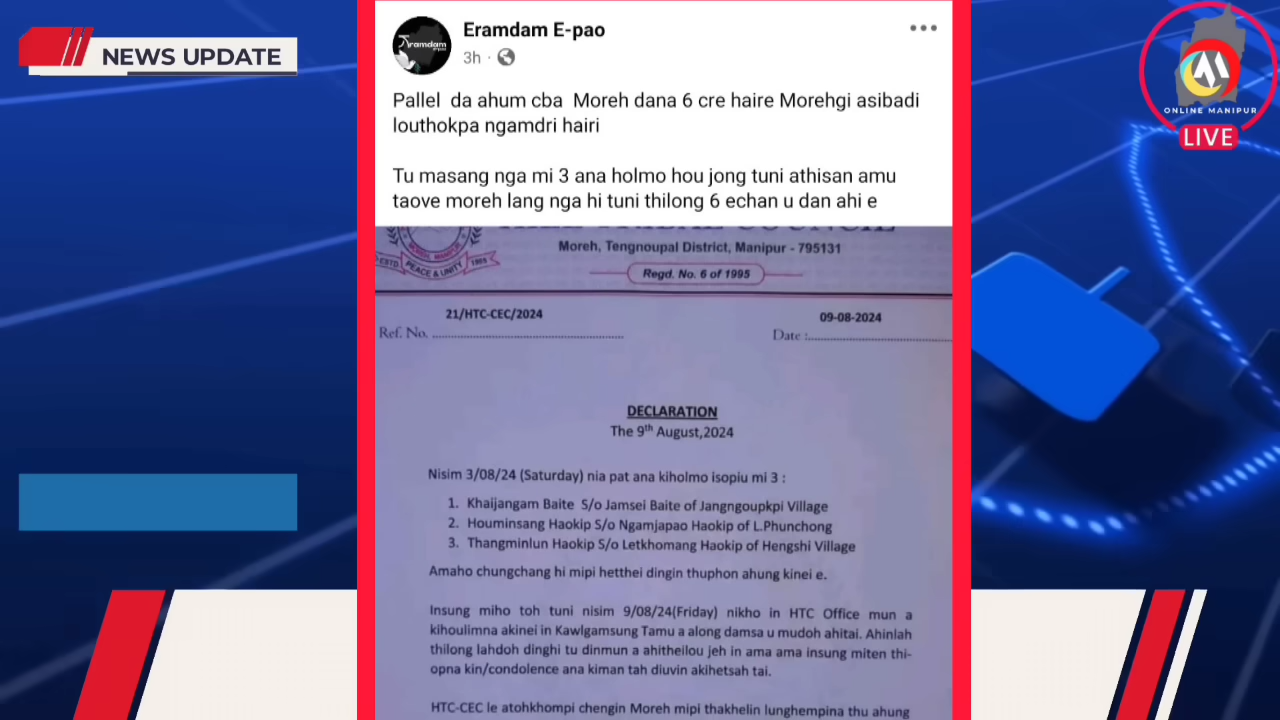 NEWS UPDATE
Eramdam E-pao
3h
Pallel da ahum cba Moreh dana 6 cre haire Morehgi asibadi
louthokpa ngamdri hairi
Tu masang nga mi 3 ana holmo hou jong tuni athisan amu
taove moreh lang nga hi tuni thilong 6 echan u dan ahi e
ONLINE MANIPUR
LIVE
Moreh, Tengnoupal District, Manipur - 795131
ESTD. PEACE & UNITY 1995
Regd. No. 6 of 1995
21/HTC-CEC/2024
09-08-2024
Ref. No.
Date :
DECLARATION
The 9th August,2024
Nisim 3/08/24 (Saturday) nia pat ana kiholmo isopiu mi 3 :
1. Khaijangam Baite S/o Jamsei Baite of Jangngoupkpi Village
2. Houminsang Haokip S/o Ngamjapao Haokip of L.Phunchong
3. Thangminlun Haokip S/o Letkhomang Haokip of Hengshi Village
Amaho chungchang hi mipi hetthei dingin thuphon ahung kinei e.
Insung miho toh tuni nisim 9/08/24(Friday) nikho in HTC Office mun a
kihoulimna akinei in Kawlgamsung Tamu a along damsa u mudoh ahitai. Ahinlah
thilong lahdoh dinghi tu dinmun a ahitheilou jeh in ama ama insung miten thi-
opna kin/condolence ana kiman tah diuvin akihetsah tai.
HTC-CEC le atohkhompi chengin Moreh mipi thakhelin lunghempina thu ahung